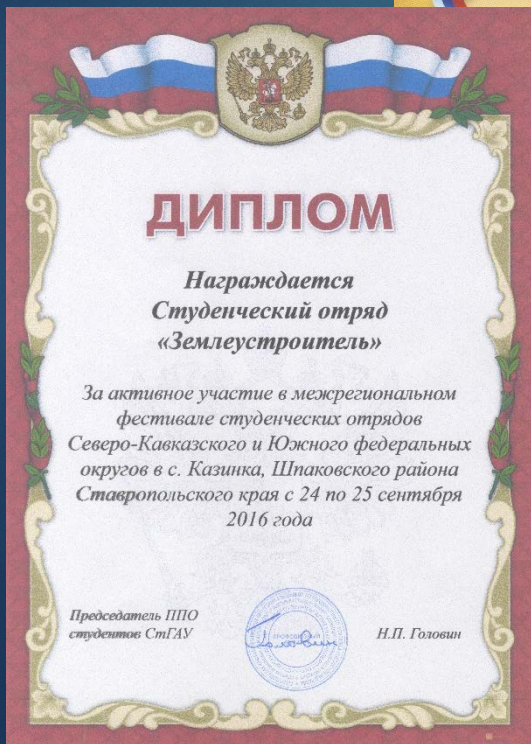 ДИПЛОМ
Награждается
Студенческий отряд
«Землеустроитель»
За активное участие в межрегиональном
фестивале студенческих отрядов
Северо-Кавказского и Южного федеральных
округов в с. Казинка, Шпаковского района
Ставропольского края с 24 по 25 сентября
2016 года
Председатель ППО
студентов СтГАУ
Н.П. Головин